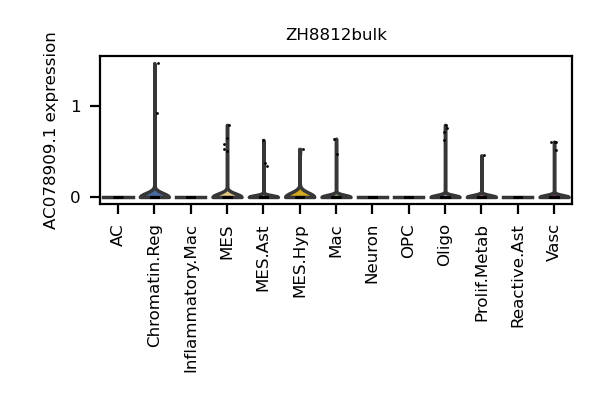 ZH8812bulk
AC078909.1 expression
1
0
AC
Chromatin.Reg
Inflammatory.Mac
MES
MES.Ast
MES.Hyp
Mac
Neuron
OPC
Oligo
Prolif.Metab
Reactive.Ast
Vasc